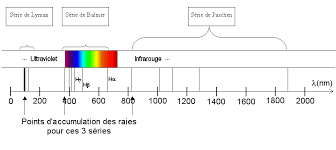 Série de Lyman Série de Balmer Série de Paschen
... Ultraviolet Infrarouge ...
Hγ Hβ Hα λ(nm)
0 200 400 600 800 1000 1200 1400 1600 1800 2000
Points d'accumulation des raies
pour ces 3 séries